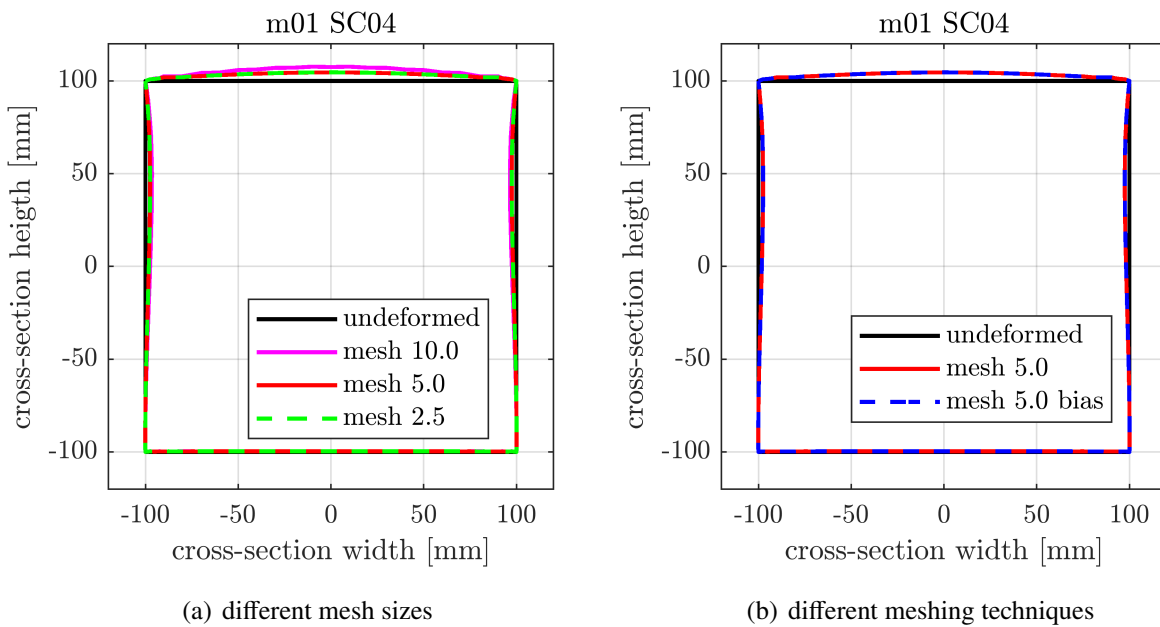 m01 SC04
cross-section heigth [mm]
100
50
0
-50
-100
undeformed
mesh 10.0
mesh 5.0
mesh 2.5
-100 -50 0 50 100
cross-section width [mm]
(a) different mesh sizes
m01 SC04
cross-section heigth [mm]
100
50
0
-50
-100
undeformed
mesh 5.0
mesh 5.0 bias
-100 -50 0 50 100
cross-section width [mm]
(b) different meshing techniques